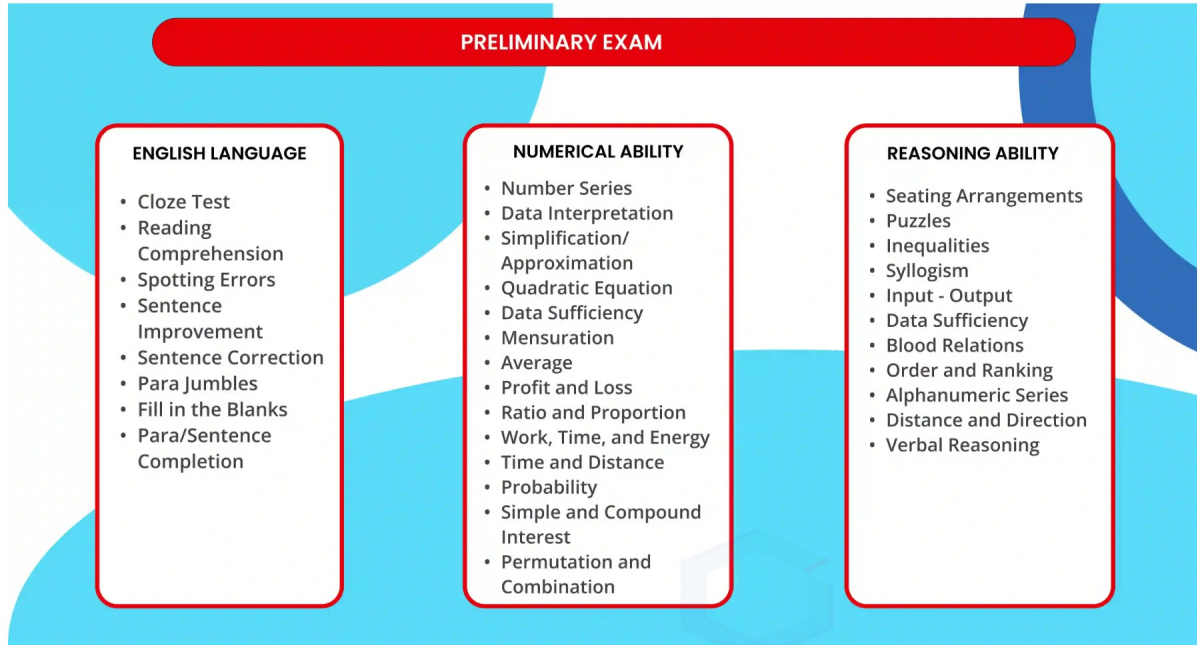 PRELIMINARY EXAM
ENGLISH LANGUAGE
• Cloze Test
• Reading
Comprehension
• Spotting Errors
• Sentence
Improvement
• Sentence Correction
• Para Jumbles
• Fill in the Blanks
• Para/Sentence
Completion
NUMERICAL ABILITY
• Number Series
• Data Interpretation
• Simplification/
Approximation
• Quadratic Equation
• Data Sufficiency
• Mensuration
• Average
• Profit and Loss
• Ratio and Proportion
• Work, Time, and Energy
• Time and Distance
• Probability
• Simple and Compound
Interest
• Permutation and
Combination
REASONING ABILITY
• Seating Arrangements
• Puzzles
• Inequalities
• Syllogism
• Input - Output
• Data Sufficiency
• Blood Relations
• Order and Ranking
• Alphanumeric Series
• Distance and Direction
• Verbal Reasoning